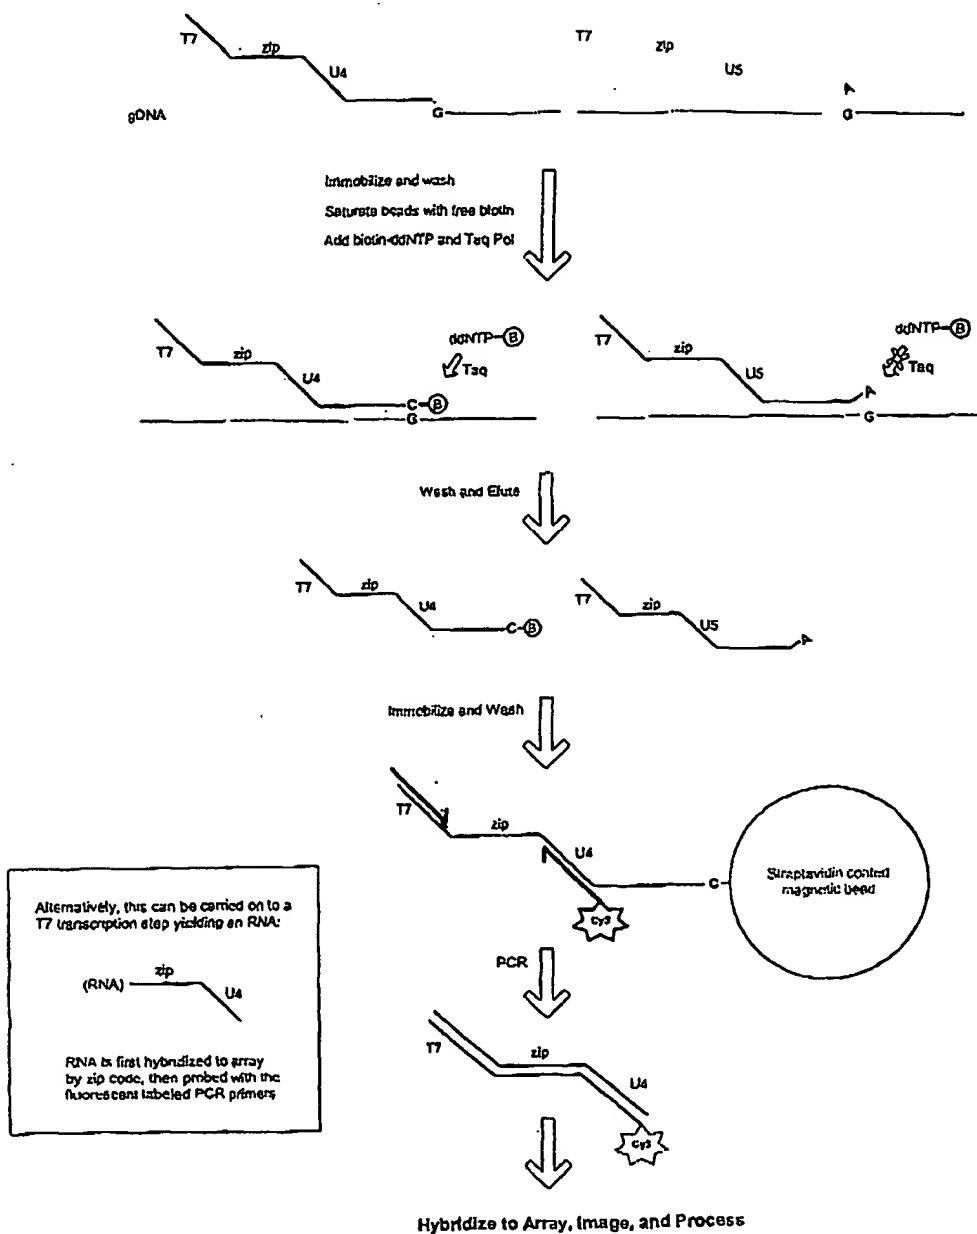 T7
zip
U4
gDNA
G
T7
zip
U5
A
G
Immobilize and wash
Saturate beads with free biotin
Add biotin-ddNTP and Taq Pol
T7
zip
U4
ddNTP-B
Taq
C-B
G
T7
zip
U5
ddNTP-B
Taq
A
G
Wash and Elute
T7
zip
U4
C-B
T7
zip
U5
A
Immobilize and Wash
T7
zip
U4
Cy3
C
Streptavidin coated
magnetic bead
PCR
T7
zip
U4
Cy3
Alternatively, this can be carried on to a
T7 transcription step yielding an RNA:
(RNA)
zip
U4
RNA is first hybridized to array
by zip code, then probed with the
fluorescent labeled PCR primers
Hybridize to Array, Image, and Process